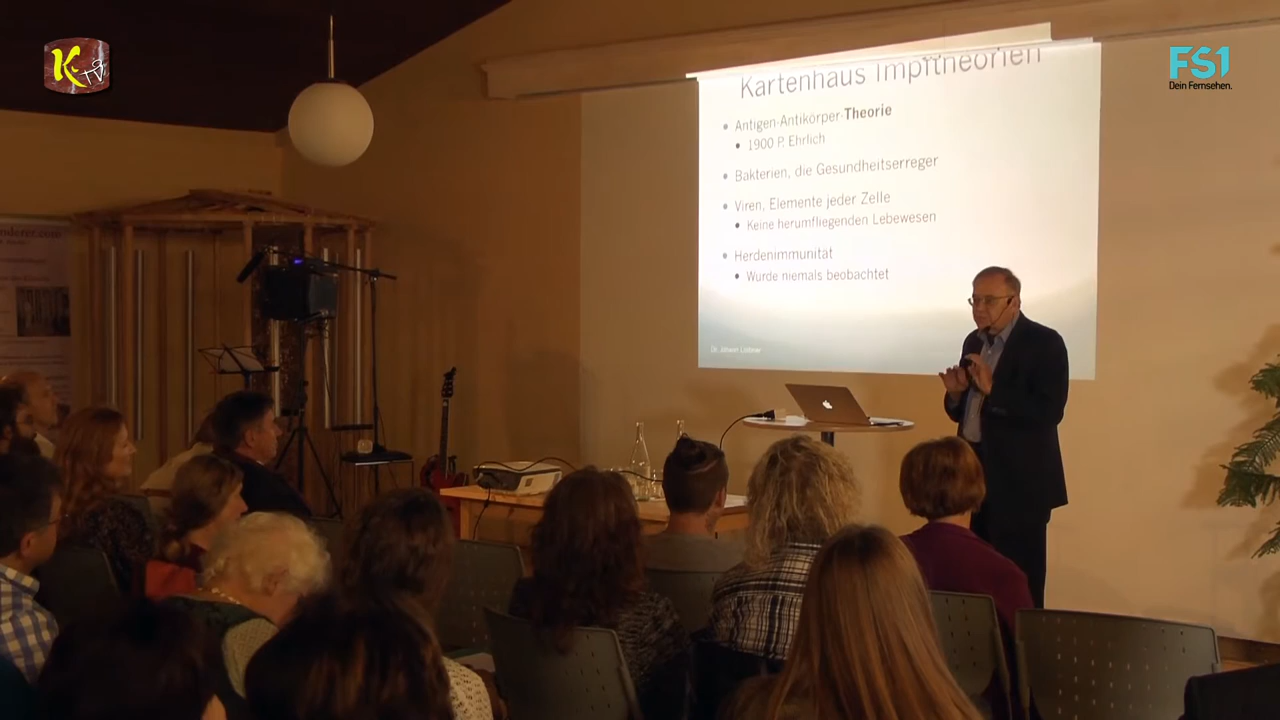 K-TV
FS1
Dein Fernsehen.
Kartenhaus Impftheorien
• Antigen-Antikörper-Theorie
• 1900 P. Ehrlich
• Bakterien, die Gesundheitserreger
• Viren, Elemente jeder Zelle
• Keine herumfliegenden Lebewesen
• Herdenimmunität
• Wurde niemals beobachtet